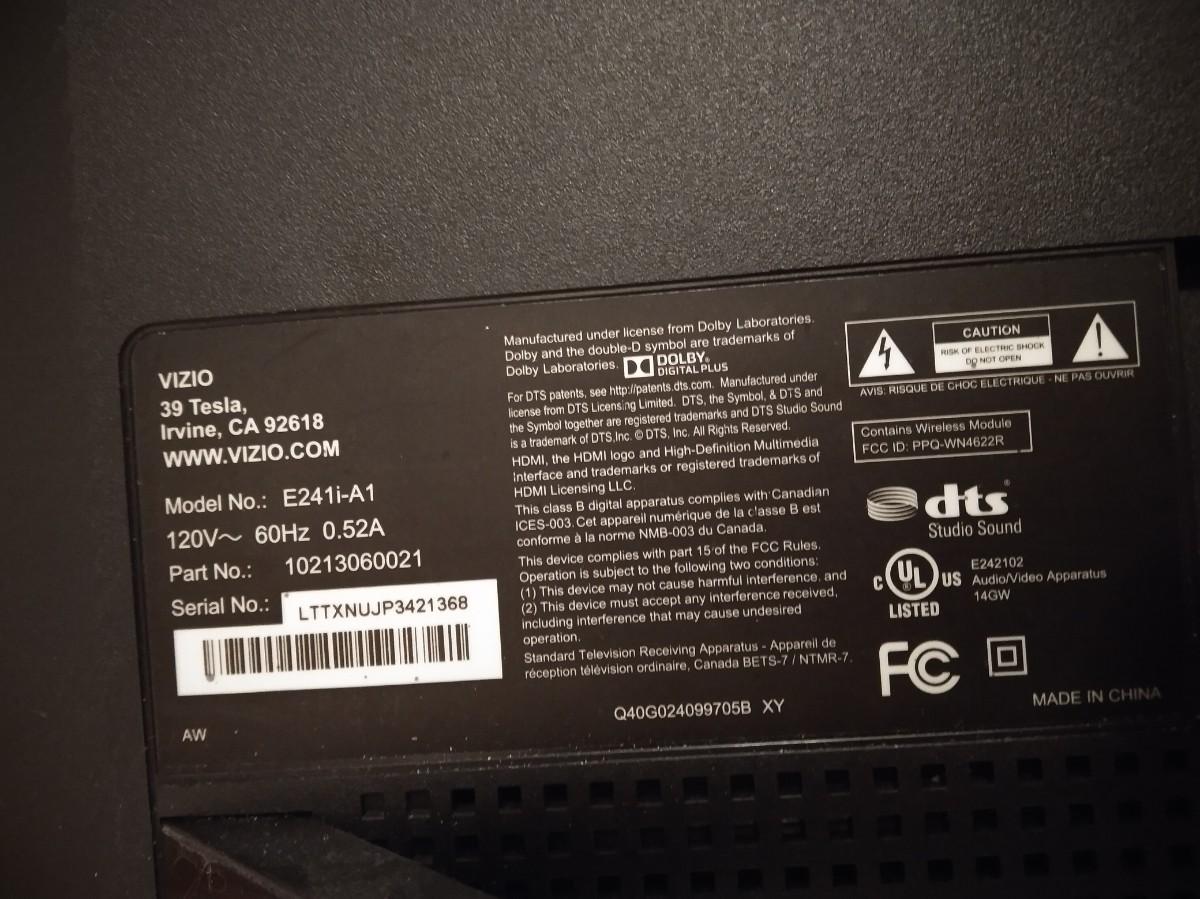 VIZIO
39 Tesla,
Irvine, CA 92618
WWW.VIZIO.COM
Model No.: E241i-A1
120V～ 60Hz 0.52A
Part No.: 10213060021
Serial No.: LTTXNUJP3421368
AW
Manufactured under license from Dolby Laboratories.
Dolby and the double-D symbol are trademarks of
Dolby Laboratories.
DOLBY®
DIGITAL PLUS
For DTS patents, see http://patents.dts.com. Manufactured under
license from DTS Licensing Limited. DTS, the Symbol, & DTS and
the Symbol together are registered trademarks and DTS Studio Sound
is a trademark of DTS,Inc. © DTS, Inc. All Rights Reserved.
HDMI, the HDMI logo and High-Definition Multimedia
Interface and trademarks or registered trademarks of
HDMI Licensing LLC.
This class B digital apparatus complies with Canadian
ICES-003. Cet appareil numérique de la classe B est
conforme à la norme NMB-003 du Canada.
This device complies with part 15 of the FCC Rules.
Operation is subject to the following two conditions:
(1) This device may not cause harmful interference. and
(2) This device must accept any interference received,
including interference that may cause undesired
operation.
Standard Television Receiving Apparatus - Appareil de
réception télévision ordinaire, Canada BETS-7 / NTMR-7.
Q40G024099705B XY
CAUTION
RISK OF ELECTRIC SHOCK
DO NOT OPEN
AVIS: RISQUE DE CHOC ELECTRIQUE - NE PAS OUVRIR
Contains Wireless Module
FCC ID: PPQ-WN4622R
dts®
Studio Sound
C UL US
LISTED
E242102
Audio/Video Apparatus
14GW
FC
MADE IN CHINA